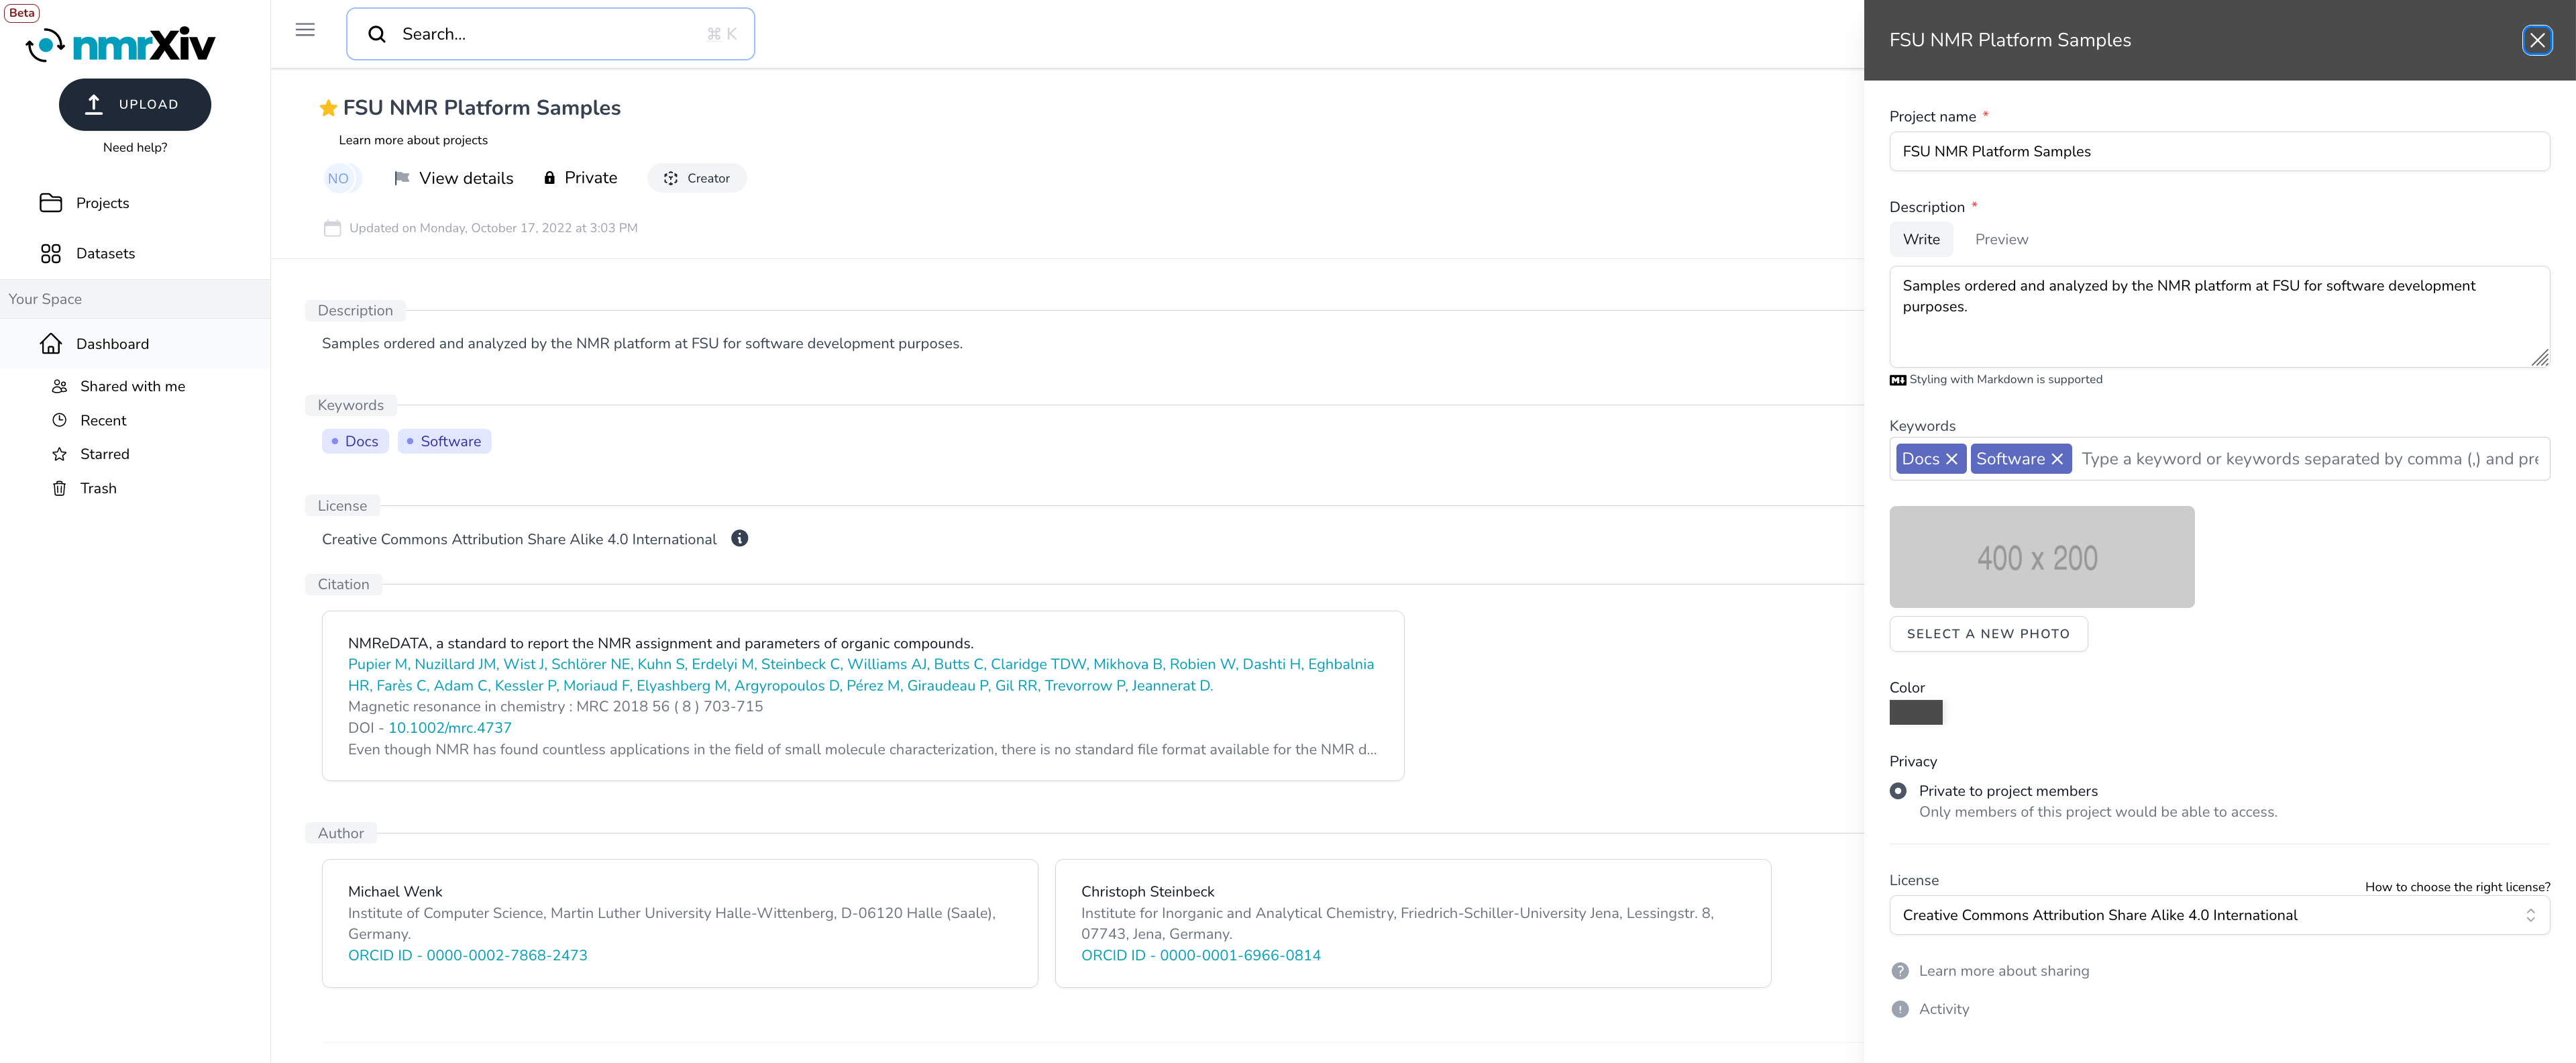 Beta
nmrXiv
UPLOAD
Need help?
Projects
Datasets
Your Space
Dashboard
Shared with me
Recent
Starred
Trash
Search...
⌘ K
FSU NMR Platform Samples
Learn more about projects
NO
View details
Private
Creator
Updated on Monday, October 17, 2022 at 3:03 PM
Description
Samples ordered and analyzed by the NMR platform at FSU for software development purposes.
Keywords
Docs
Software
License
Creative Commons Attribution Share Alike 4.0 International
Citation
NMReDATA, a standard to report the NMR assignment and parameters of organic compounds.
Pupier M, Nuzillard JM, Wist J, Schlörer NE, Kuhn S, Erdelyi M, Steinbeck C, Williams AJ, Butts C, Claridge TDW, Mikhova B, Robien W, Dashti H, Eghbalnia
HR, Farès C, Adam C, Kessler P, Moriaud F, Elyashberg M, Argyropoulos D, Pérez M, Giraudeau P, Gil RR, Trevorrow P, Jeannerat D.
Magnetic resonance in chemistry : MRC 2018 56 ( 8 ) 703-715
DOI - 10.1002/mrc.4737
Even though NMR has found countless applications in the field of small molecule characterization, there is no standard file format available for the NMR d...
Author
Michael Wenk
Institute of Computer Science, Martin Luther University Halle-Wittenberg, D-06120 Halle (Saale),
Germany.
ORCID ID - 0000-0002-7868-2473
Christoph Steinbeck
Institute for Inorganic and Analytical Chemistry, Friedrich-Schiller-University Jena, Lessingstr. 8,
07743, Jena, Germany.
ORCID ID - 0000-0001-6966-0814
FSU NMR Platform Samples
Project name *
FSU NMR Platform Samples
Description *
Write
Preview
Samples ordered and analyzed by the NMR platform at FSU for software development
purposes.
M Styling with Markdown is supported
Keywords
Docs
Software
Type a keyword or keywords separated by comma (,) and pre
400 x 200
SELECT A NEW PHOTO
Color
Privacy
Private to project members
Only members of this project would be able to access.
License
How to choose the right license?
Creative Commons Attribution Share Alike 4.0 International
Learn more about sharing
Activity